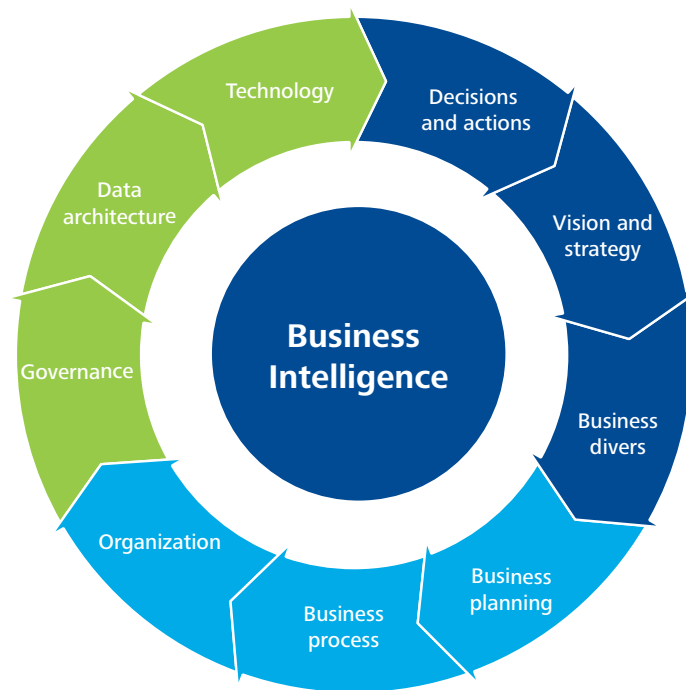 Technology
Decisions
and actions
Data
architecture
Vision and
strategy
Business
Intelligence
Governance
Business
divers
Organization
Business
planning
Business
process